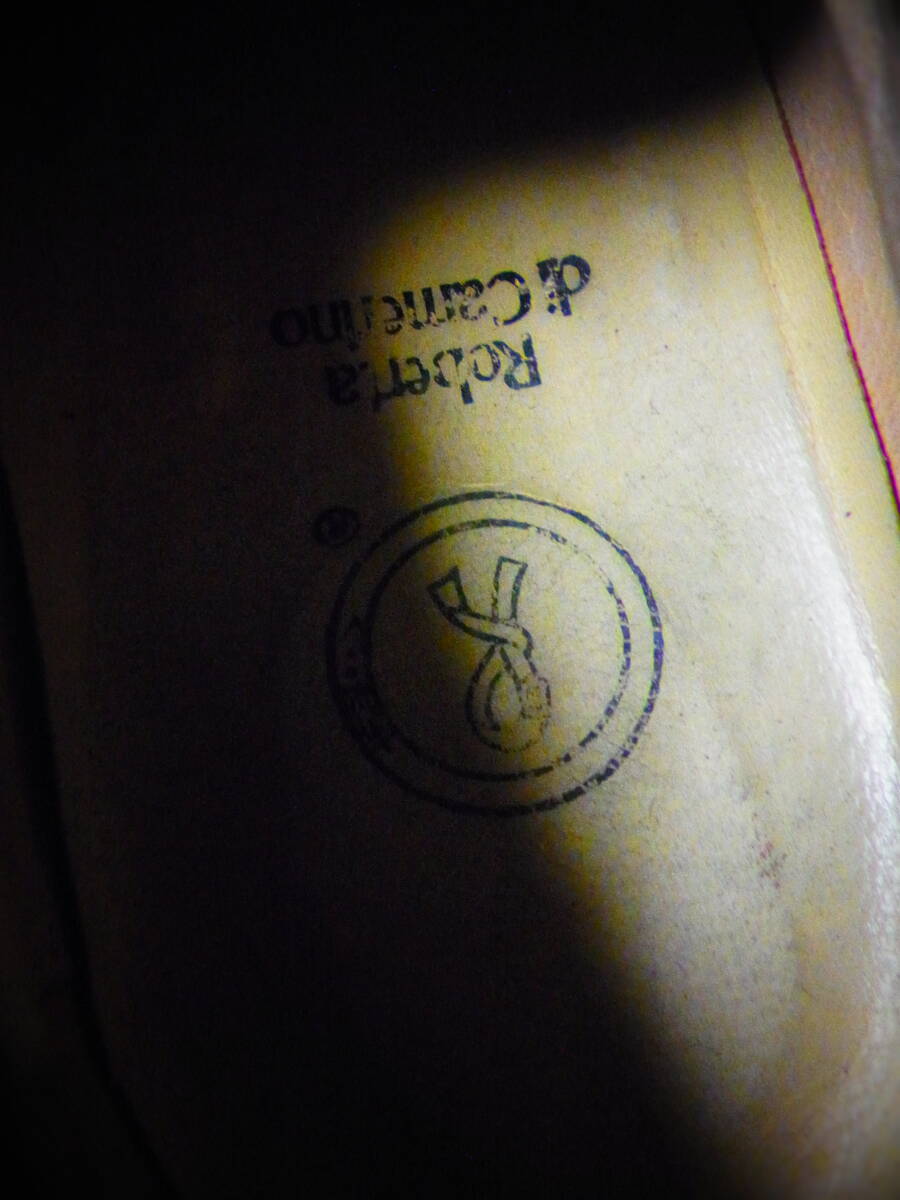 ®
Roberta
di Camerino